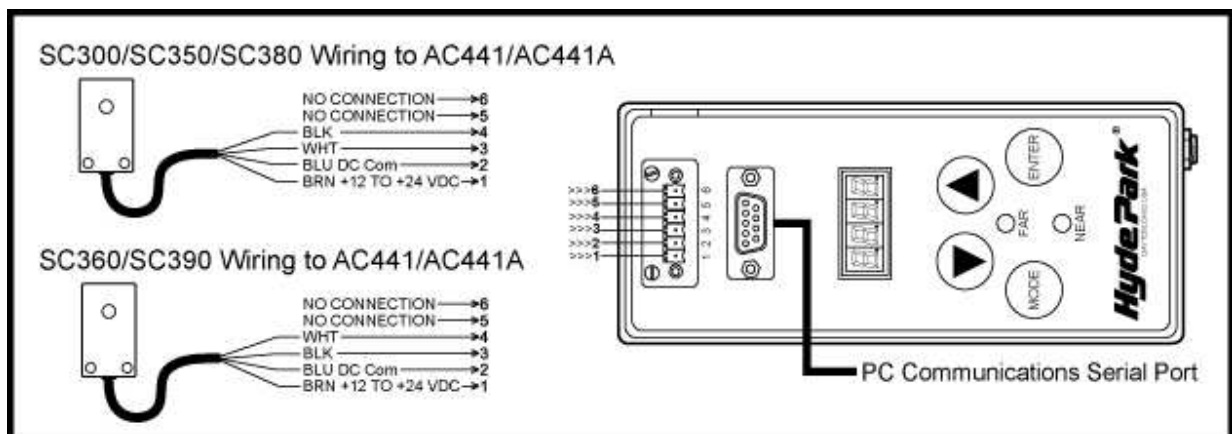 SC300/SC350/SC380 Wiring to AC441/AC441A
NO CONNECTION 6
NO CONNECTION 5
BLK 4
WHT 3
BLU DC Com 2
BRN +12 TO +24 VDC 1
SC360/SC390 Wiring to AC441/AC441A
NO CONNECTION 6
NO CONNECTION 5
WHT 4
BLK 3
BLU DC Com 2
BRN +12 TO +24 VDC 1
>>>6
>>>5
>>>4
>>>3
>>>2
>>>1
1 2 3 4 5 6
ENTER
MODE
FAR
NEAR
HydePark®
PC Communications Serial Port